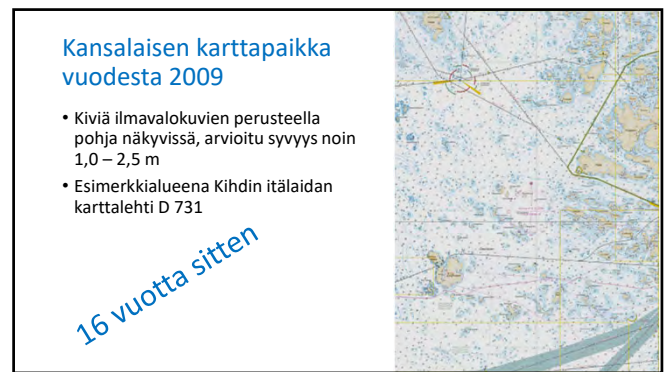 Kansalaisen karttapaikka
vuodesta 2009
• Kiviä ilmavalokuvien perusteella
pohja näkyvissä, arvioitu syvyys noin
1,0 – 2,5 m
• Esimerkkialueena Kihdin itälaidan
karttalehti D 731
16 vuotta sitten